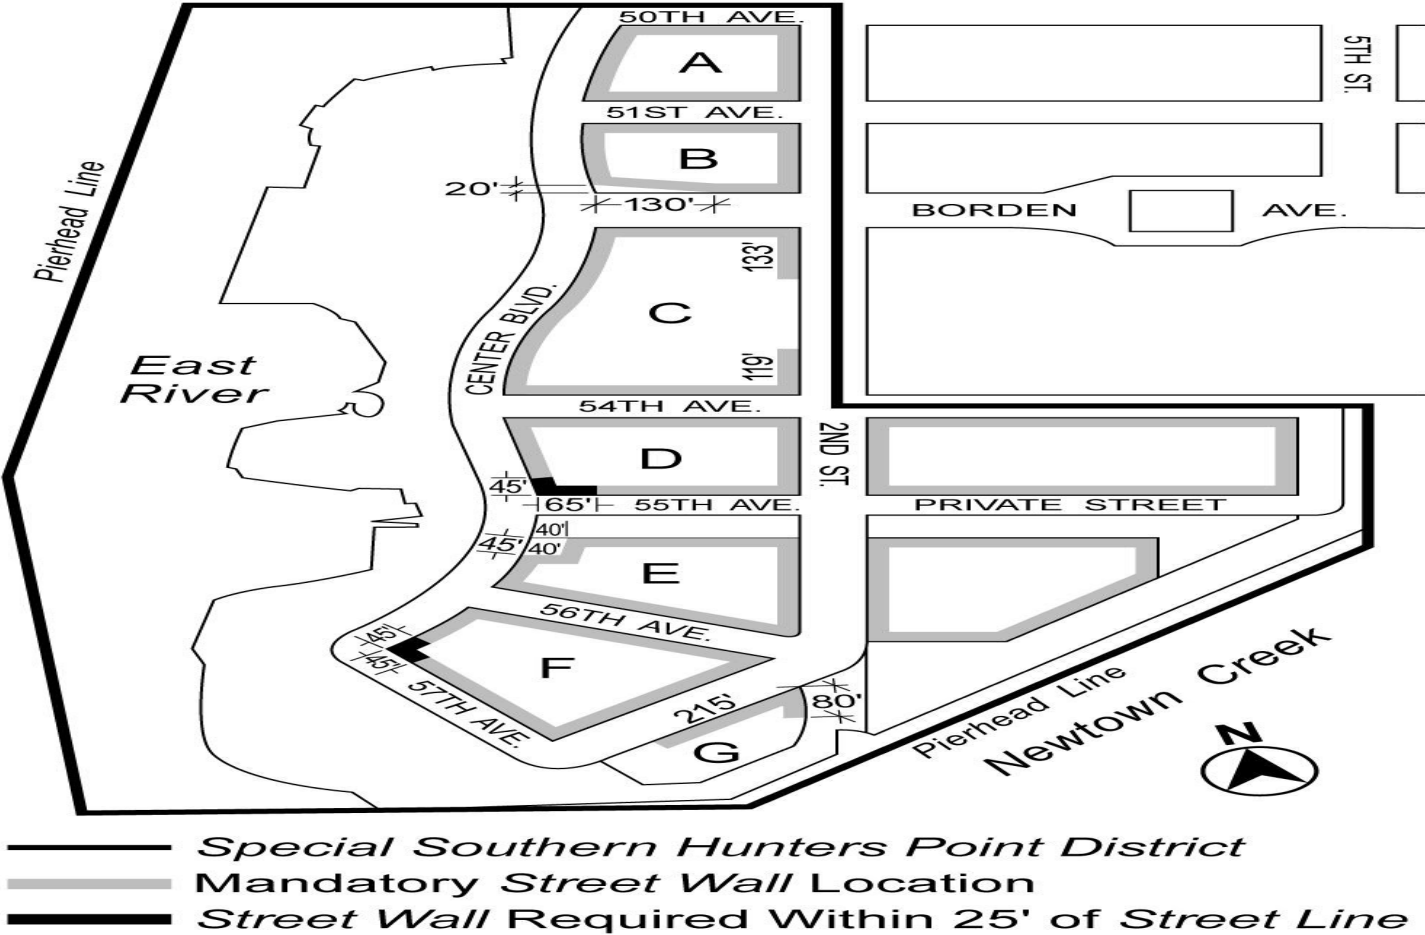 50TH AVE.
A
5TH ST.
51ST AVE.
B
20'
130'
BORDEN AVE.
Pierhead Line
133'
C
CENTER BLVD.
119'
East
River
54TH AVE.
D
2ND ST.
45'
65'
55TH AVE.
PRIVATE STREET
40'
45'
40'
E
56TH AVE.
45'
45'
F
57TH AVE.
215'
80'
G
Pierhead Line
Newtown Creek
N
Special Southern Hunters Point District
Mandatory Street Wall Location
Street Wall Required Within 25' of Street Line